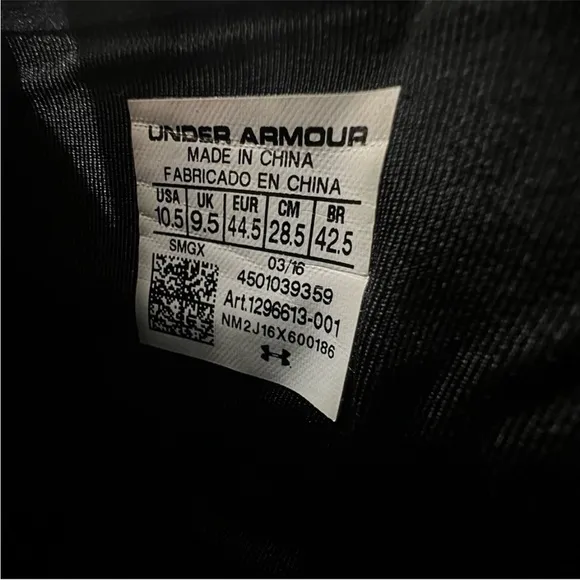 UNDER ARMOUR
MADE IN CHINA
FABRICADO EN CHINA
USA UK EUR CM BR
10.5 9.5 44.5 28.5 42.5
SMGX 03/16
4501039359
Art.1296613-001
NM2J16X600186